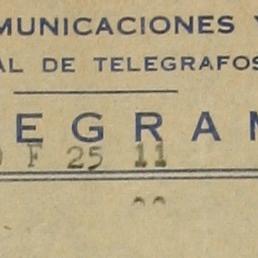 MUNICACIONES Y
AL DE TELEGRAFOS
EGRAM
F 25 11